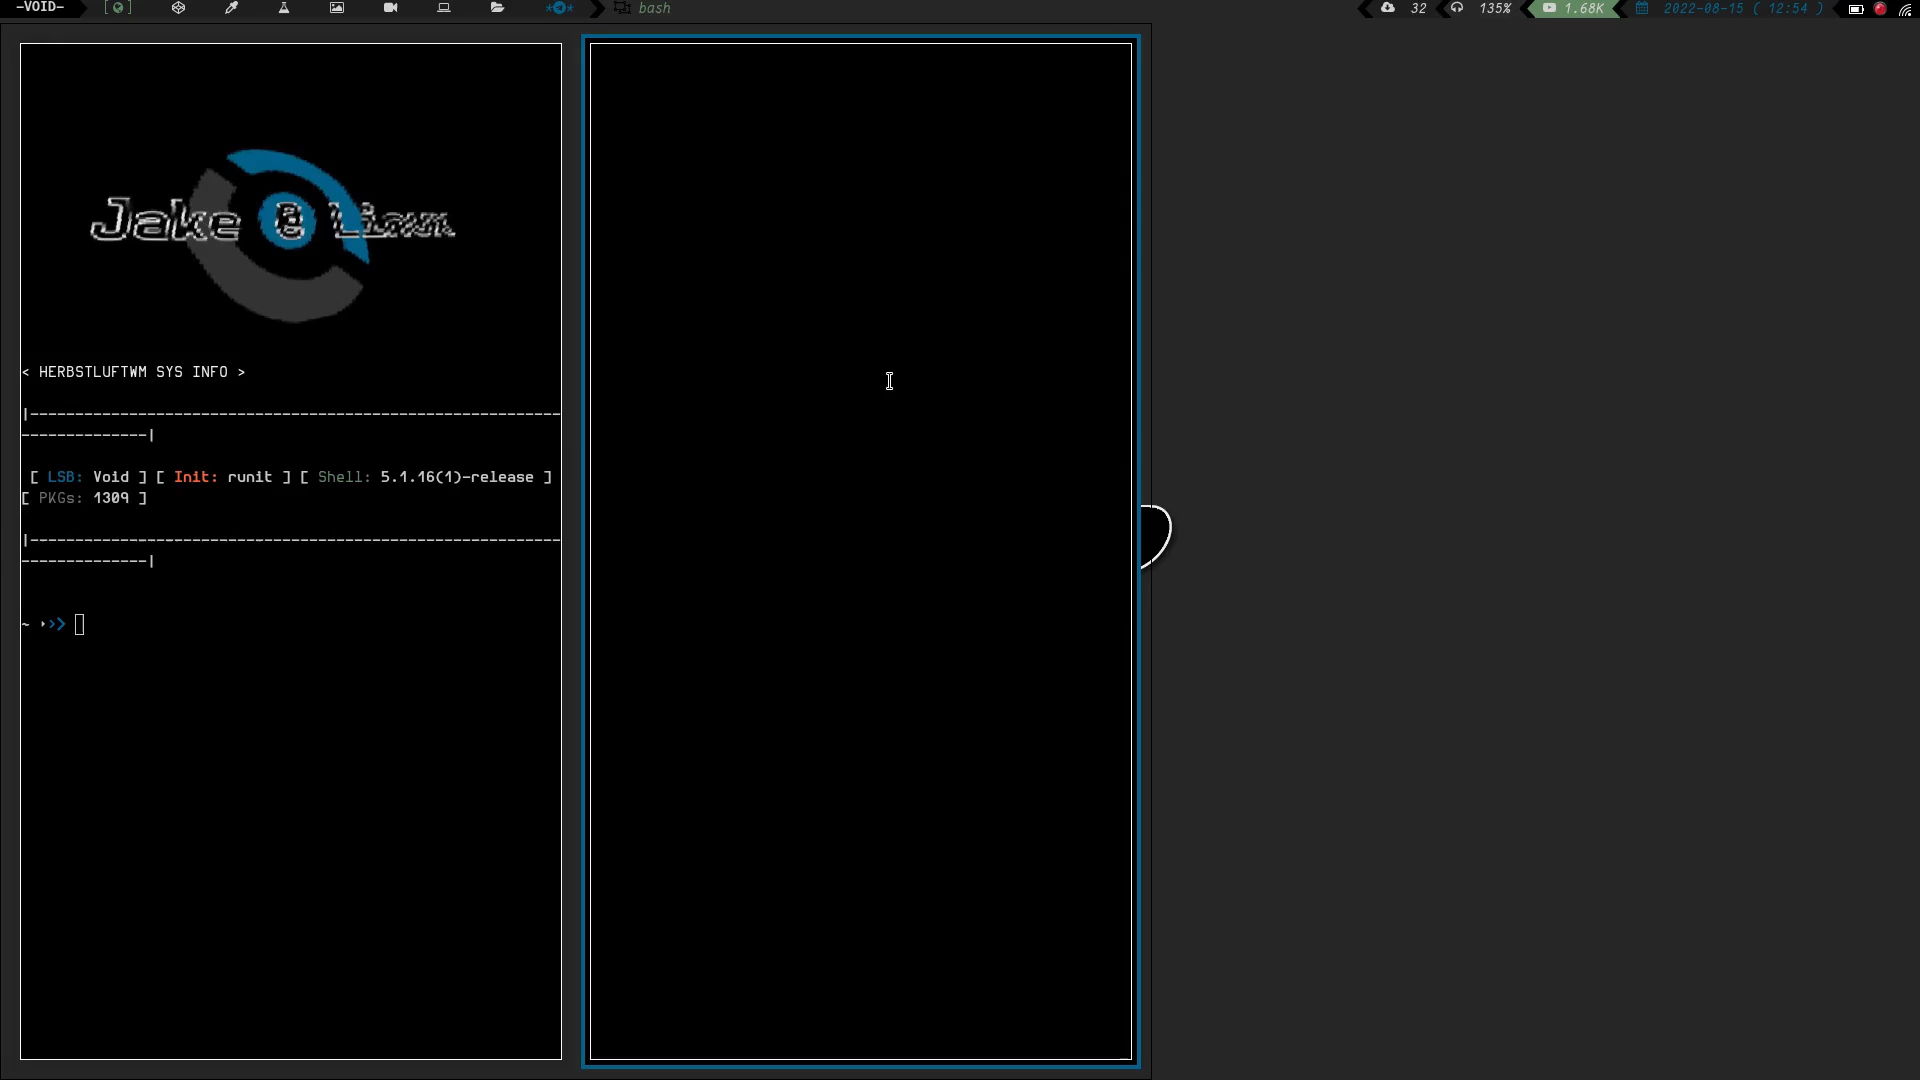 -VOID-
bash
32
135%
1.68K
2022-08-15 ( 12:54 )
Jake @ Linux
< HERBSTLUFTWM SYS INFO >
|-----------------------------------------------------------
--------------|
[ LSB: Void ] [ Init: runit ] [ Shell: 5.1.16(1)-release ]
[ PKGs: 1309 ]
|-----------------------------------------------------------
--------------|
~ ››>